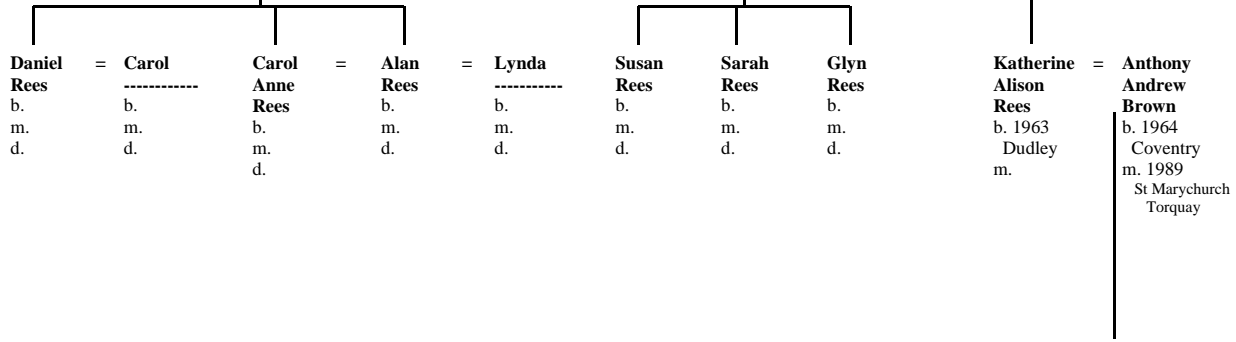 Daniel = Carol Carol = Alan = Lynda Susan Sarah Glyn Katherine = Anthony
Rees ------------ Anne Rees ----------- Rees Rees Rees Alison Andrew
b. b. Rees b. b. b. b. b. Rees Brown
m. m. b. m. m. m. m. m. b. 1963 b. 1964
d. d. m. d. d. d. d. d. Dudley Coventry
d. m. m. 1989
St Marychurch
Torquay